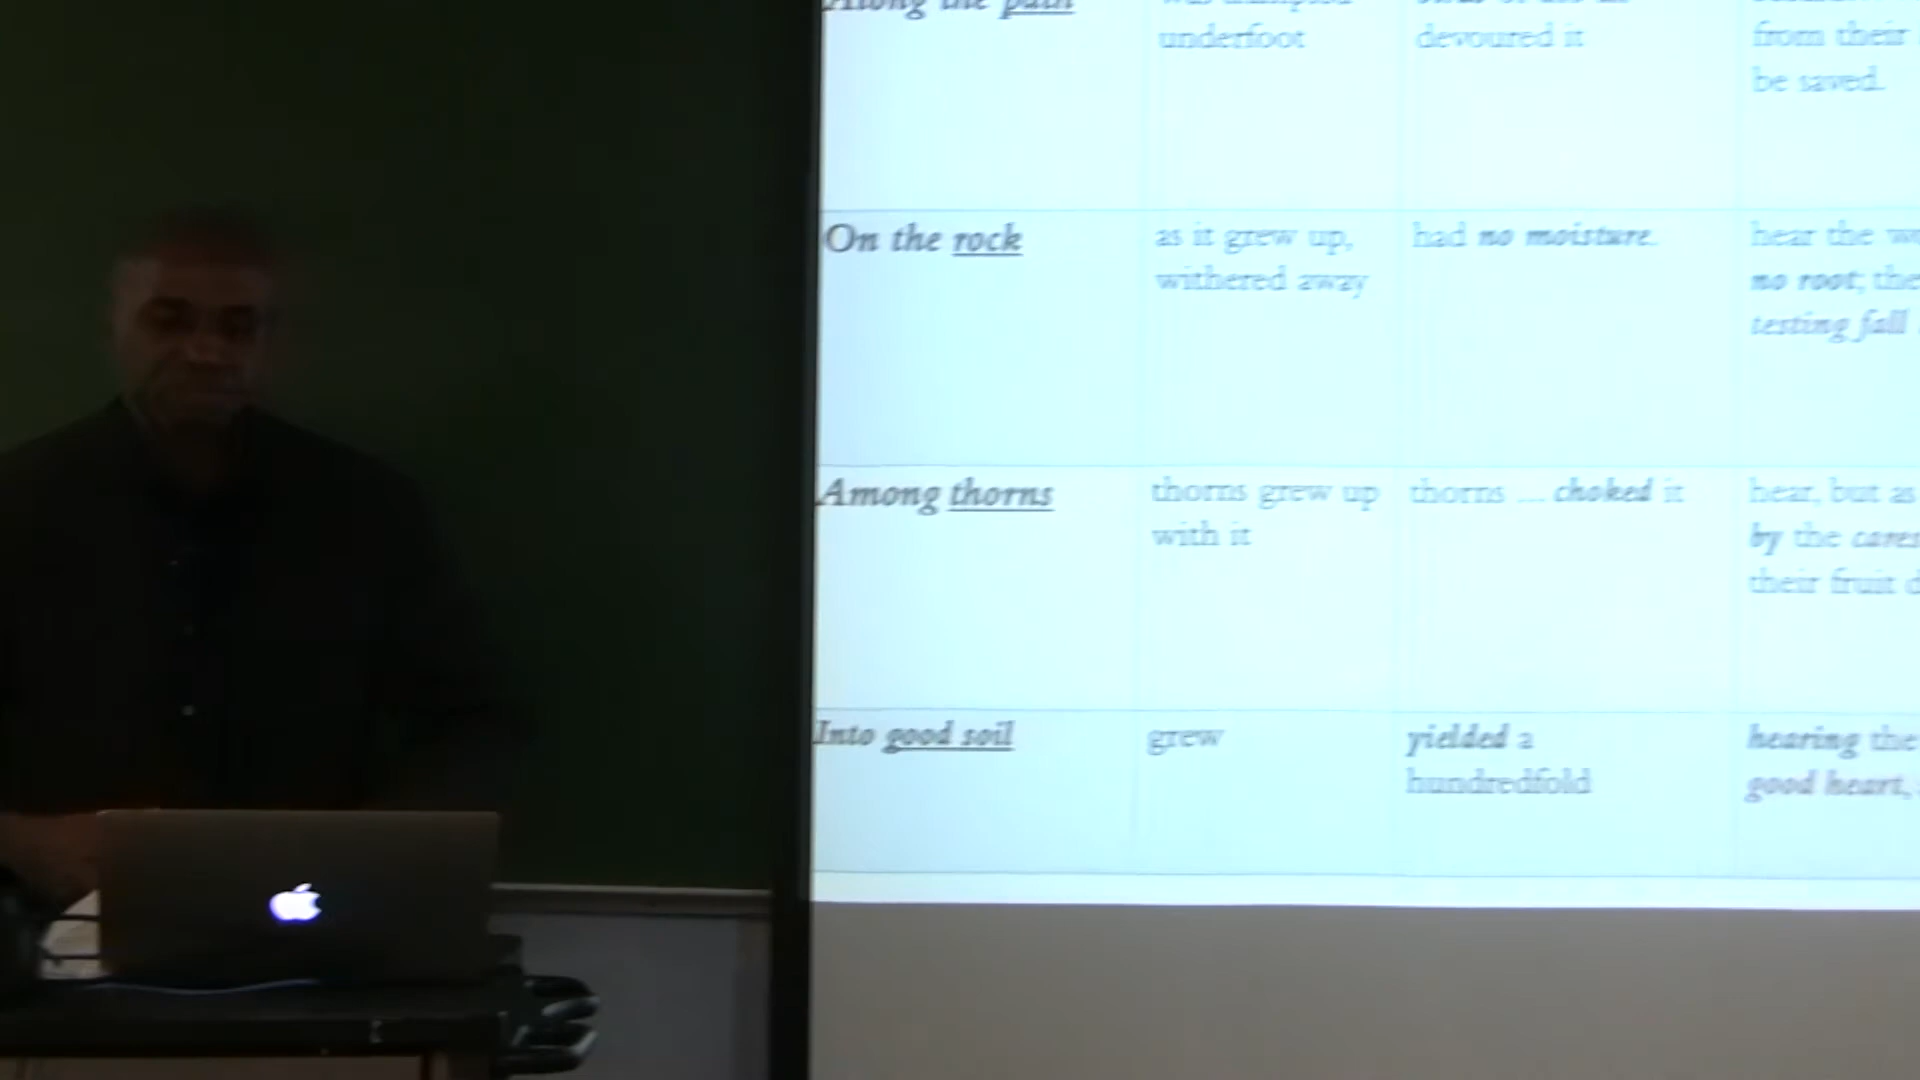 Along the path
underfoot
devoured it
from their
be saved.
On the rock
as it grew up,
withered away
had no moisture.
hear the
no root; the
testing fall
Among thorns
thorns grew up
with it
thorns ... choked it
hear, but as
by the cares
their fruit
Into good soil
grew
yielded a
hundredfold
hearing the
good heart,